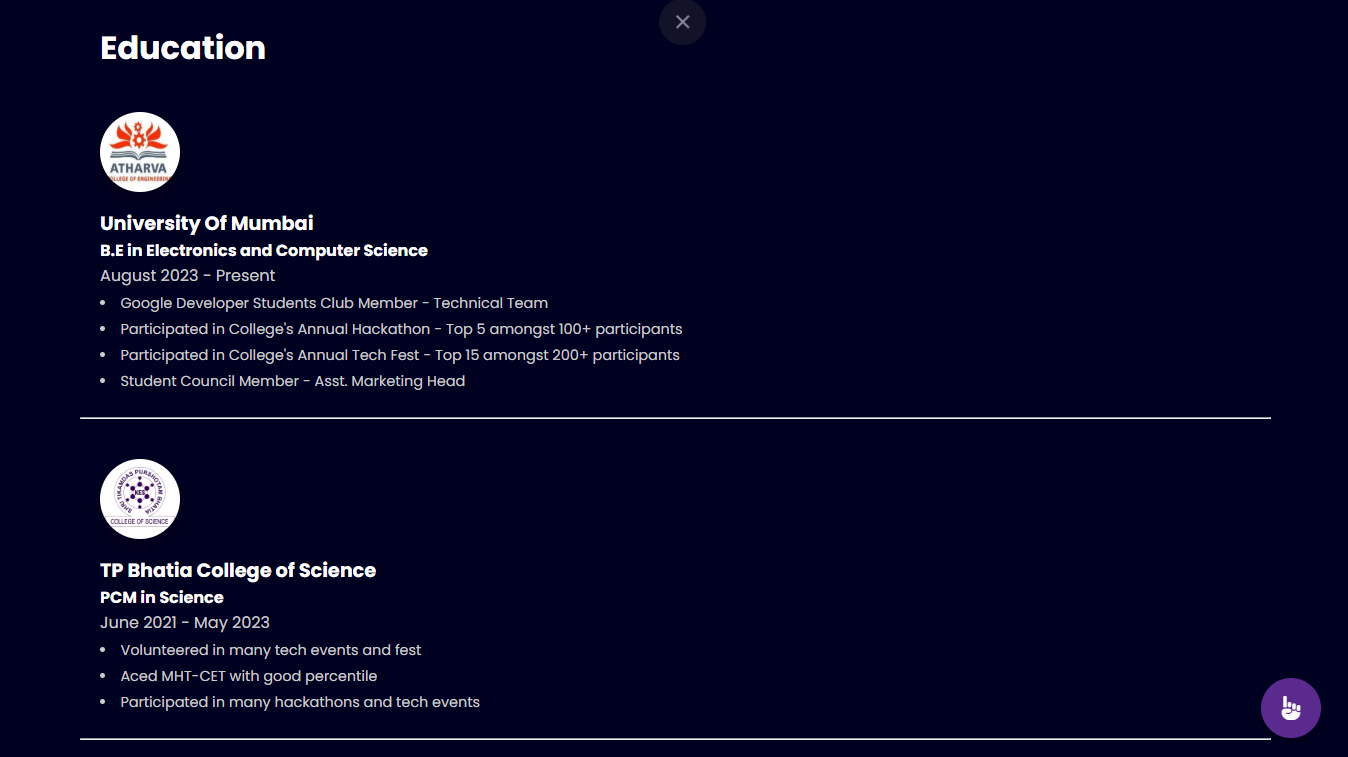 Education
ATHARVA
COLLEGE OF ENGINEERING
University Of Mumbai
B.E in Electronics and Computer Science
August 2023 - Present
• Google Developer Students Club Member - Technical Team
• Participated in College's Annual Hackathon - Top 5 amongst 100+ participants
• Participated in College's Annual Tech Fest - Top 15 amongst 200+ participants
• Student Council Member - Asst. Marketing Head
SHRI TIKAMDAS PURSHOTAM BHATIA
KES
COLLEGE OF SCIENCE
TP Bhatia College of Science
PCM in Science
June 2021 - May 2023
• Volunteered in many tech events and fest
• Aced MHT-CET with good percentile
• Participated in many hackathons and tech events